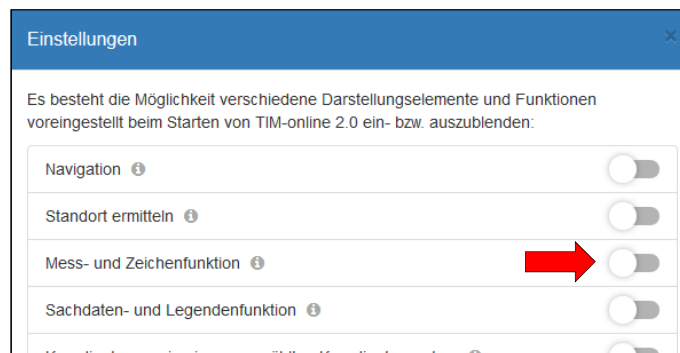 Einstellungen
×
Es besteht die Möglichkeit verschiedene Darstellungselemente und Funktionen
voreingestellt beim Starten von TIM-online 2.0 ein- bzw. auszublenden:
Navigation
Standort ermitteln
Mess- und Zeichenfunktion
Sachdaten- und Legendenfunktion